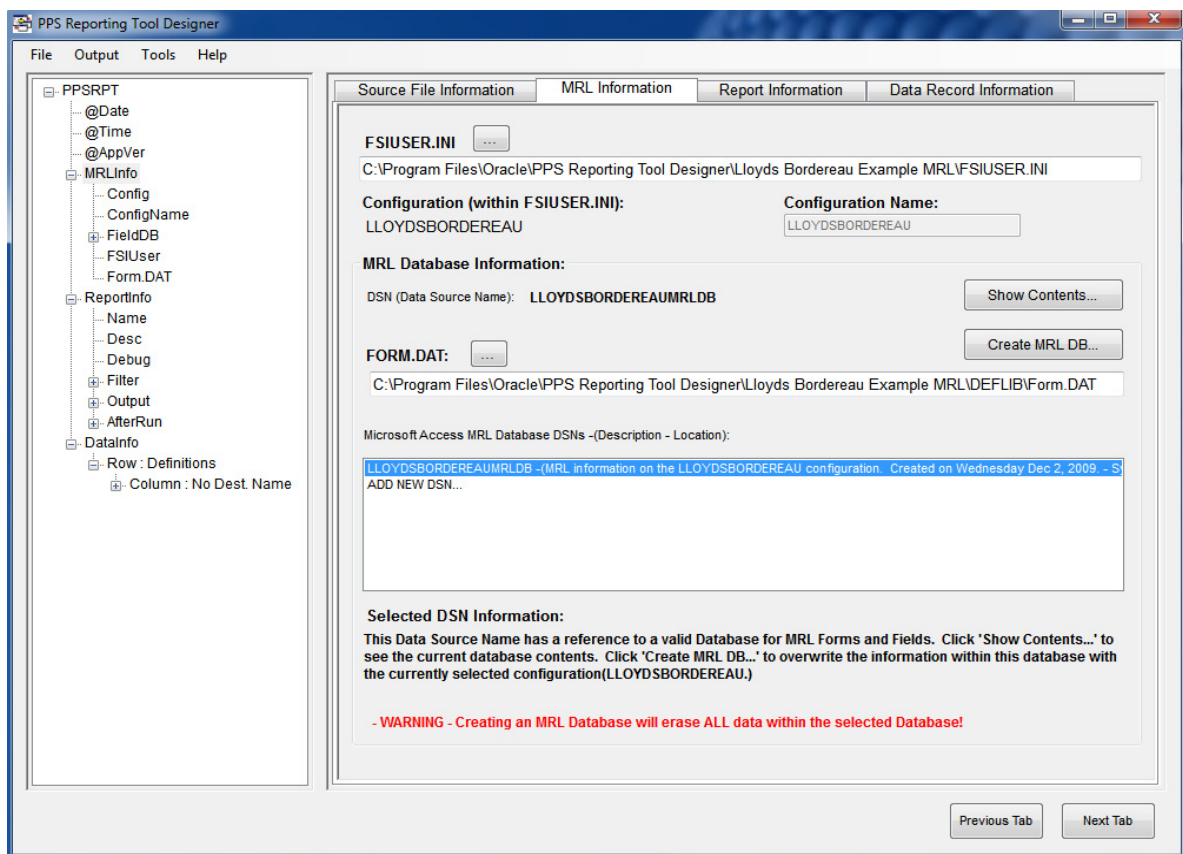 PPS Reporting Tool Designer
File Output Tools Help
PPSRPT
@Date
@Time
@AppVer
MRLInfo
Config
ConfigName
FieldDB
FSIUser
Form.DAT
ReportInfo
Name
Desc
Debug
Filter
Output
AfterRun
DataInfo
Row : Definitions
Column : No Dest. Name
Source File Information MRL Information Report Information Data Record Information
FSIUSER.INI ...
C:\Program Files\Oracle\PPS Reporting Tool Designer\Lloyds Bordereau Example MRL\FSIUSER.INI
Configuration (within FSIUSER.INI): Configuration Name:
LLOYDSBORDEREAU LLOYDSBORDEREAU
MRL Database Information:
DSN (Data Source Name): LLOYDSBORDEREAUMRLDB Show Contents...
Create MRL DB...
FORM.DAT: ...
C:\Program Files\Oracle\PPS Reporting Tool Designer\Lloyds Bordereau Example MRL\DEFLIB\Form.DAT
Microsoft Access MRL Database DSNs -(Description - Location):
LLOYDSBORDEREAUMRLDB -(MRL information on the LLOYDSBORDEREAU configuration. Created on Wednesday Dec 2, 2009. - S
ADD NEW DSN...
Selected DSN Information:
This Data Source Name has a reference to a valid Database for MRL Forms and Fields. Click 'Show Contents...' to
see the current database contents. Click 'Create MRL DB...' to overwrite the information within this database with
the currently selected configuration(LLOYDSBORDEREAU.)
- WARNING - Creating an MRL Database will erase ALL data within the selected Database!
Previous Tab Next Tab